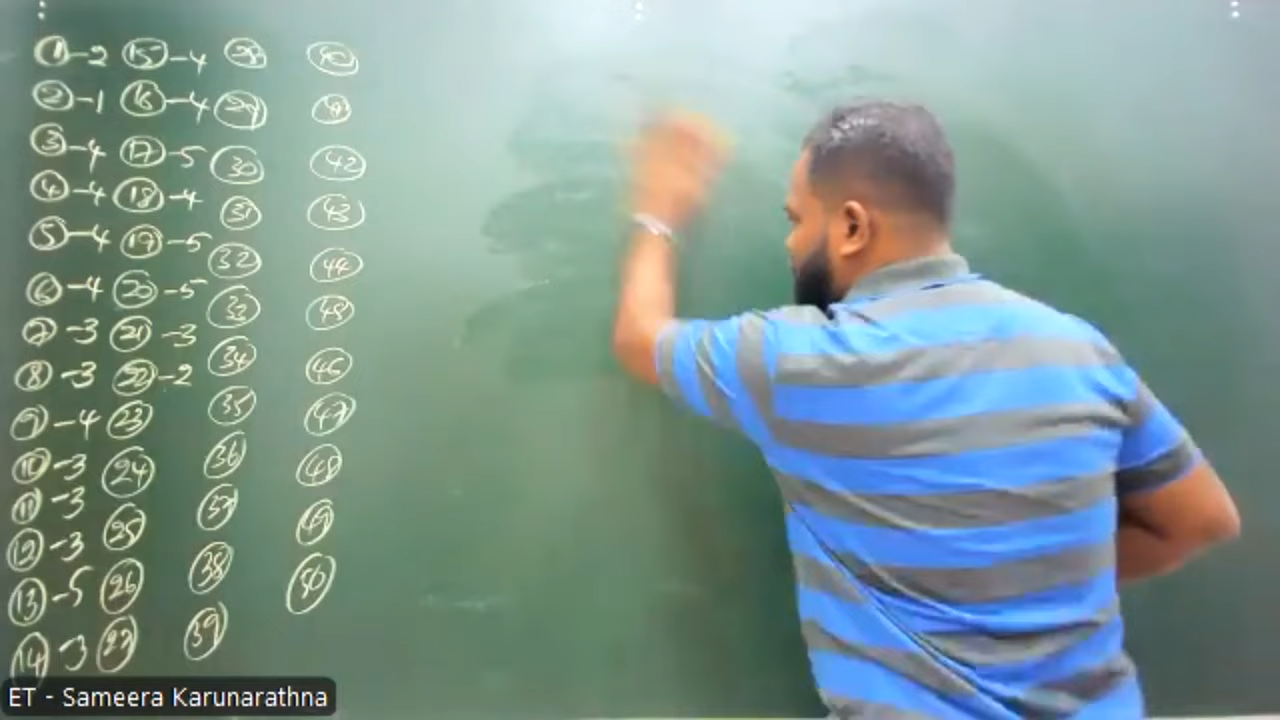 ① - 2 ⑮ - 4 ㉘ ㊵
② - 1 ⑯ - 4 ㉙ ㊶
③ - 4 ⑰ - 5 ㉚ ㊷
④ - 4 ⑱ - 4 ㉛ ㊸
⑤ - 4 ⑲ - 5 ㉜ ㊹
⑥ - 4 ⑳ - 5 ㉝ ㊺
⑦ - 3 ㉑ - 3 ㉞ ㊻
⑧ - 3 ㉒ - 2 ㉟ ㊼
⑨ - 4 ㉓ ㊱ ㊽
⑩ - 3 ㉔ ㊲ ㊾
⑪ - 3 ㉕ ㊳ ㊿
⑫ - 3 ㉖ ㊴
⑬ - 5 ㉗
⑭ - 3
ET - Sameera Karunarathna